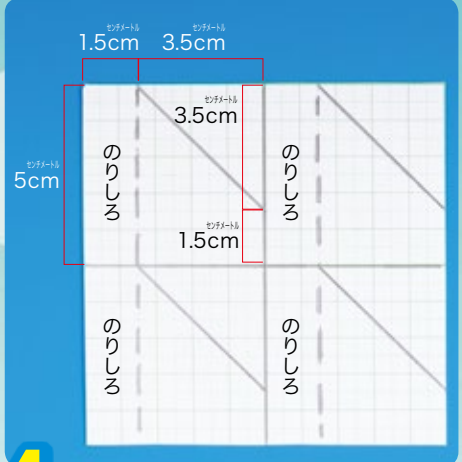 センチメートル センチメートル
1.5cm 3.5cm
センチメートル
3.5cm
センチメートル
5cm
センチメートル
1.5cm
のりしろ
のりしろ
のりしろ
のりしろ
4